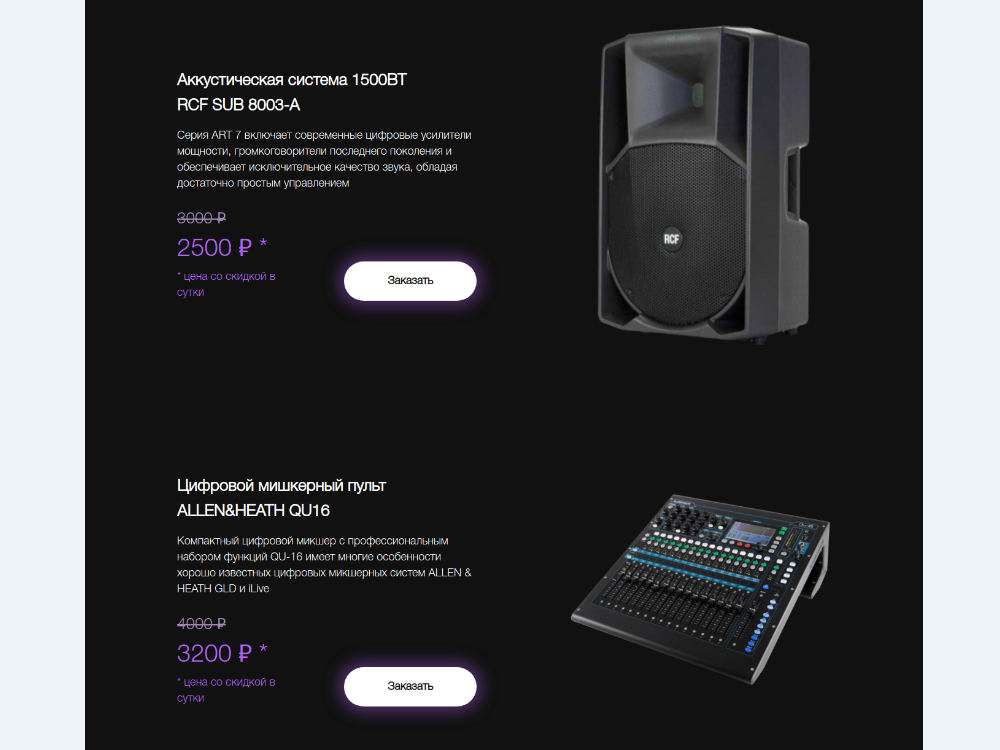 Аккустическая система 1500ВТ
RCF SUB 8003-A
Серия ART 7 включает современные цифровые усилители
мощности, громкоговорители последнего поколения и
обеспечивает исключительное качество звука, обладая
достаточно простым управлением
3000 ₽
2500 ₽ *
* цена со скидкой в
сутки
Заказать
RCF
Цифровой мишкерный пульт
ALLEN&HEATH QU16
Компактный цифровой микшер с профессиональным
набором функций QU-16 имеет многие особенности
хорошо известных цифровых микшерных систем ALLEN &
HEATH GLD и iLive
4000 ₽
3200 ₽ *
* цена со скидкой в
сутки
Заказать